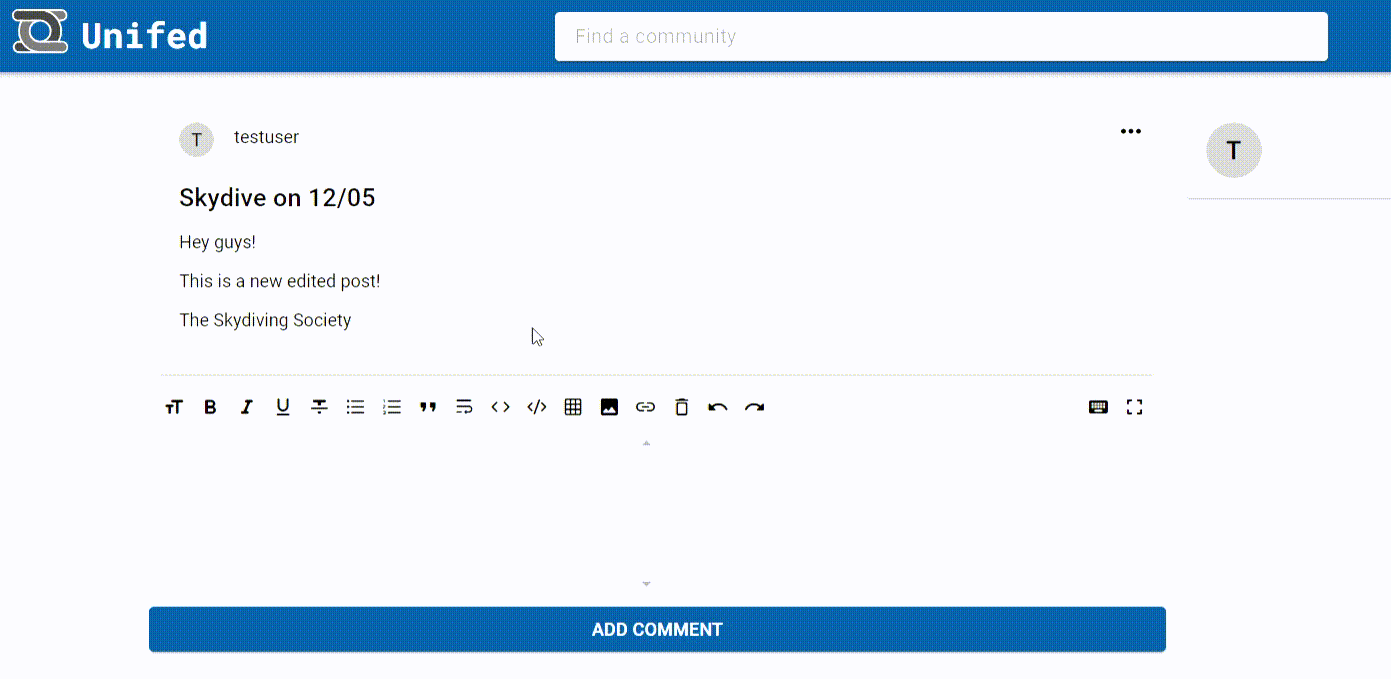 Unifed
Find a community
T testuser
T
Skydive on 12/05
Hey guys!
This is a new edited post!
The Skydiving Society
ADD COMMENT